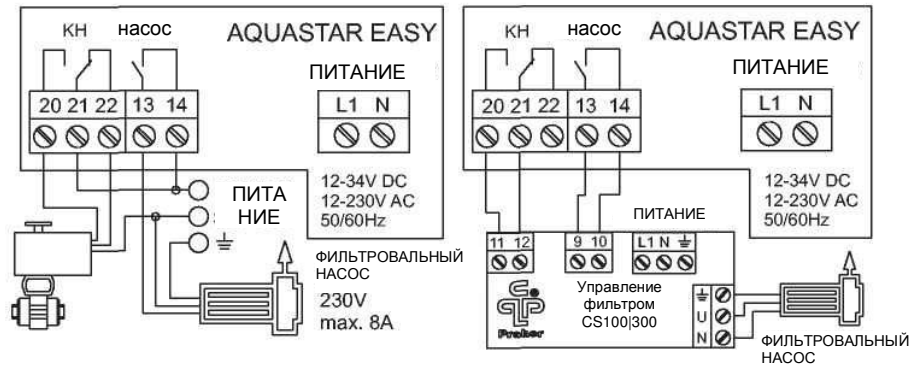 КН насос
AQUASTAR EASY
ПИТАНИЕ
20 21 22 13 14
L1 N
12-34V DC
12-230V AC
50/60Hz
ПИТА
НИЕ
ФИЛЬТРОВАЛЬНЫЙ
НАСОС
230V
max. 8A
КН насос
AQUASTAR EASY
ПИТАНИЕ
20 21 22 13 14
L1 N
12-34V DC
12-230V AC
50/60Hz
ПИТАНИЕ
11 12 9 10 L1 N
Управление
фильтром
CS100|300
Praher
U
N
ФИЛЬТРОВАЛЬНЫЙ
НАСОС